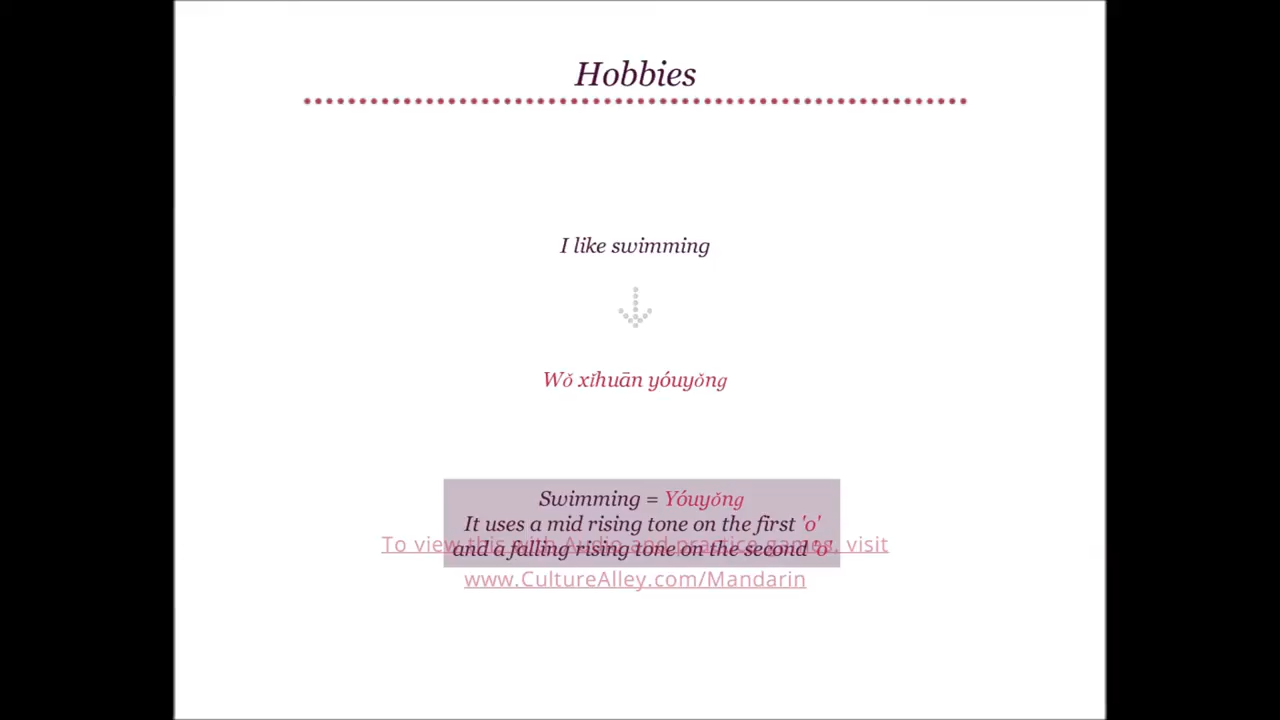 Hobbies
I like swimming
Wǒ xǐhuān yóuyǒng
Swimming = Yóuyǒng
It uses a mid rising tone on the first 'o'
To view this with Audio and practice games, visit
and a falling rising tone on the second 'o'
www.CultureAlley.com/Mandarin